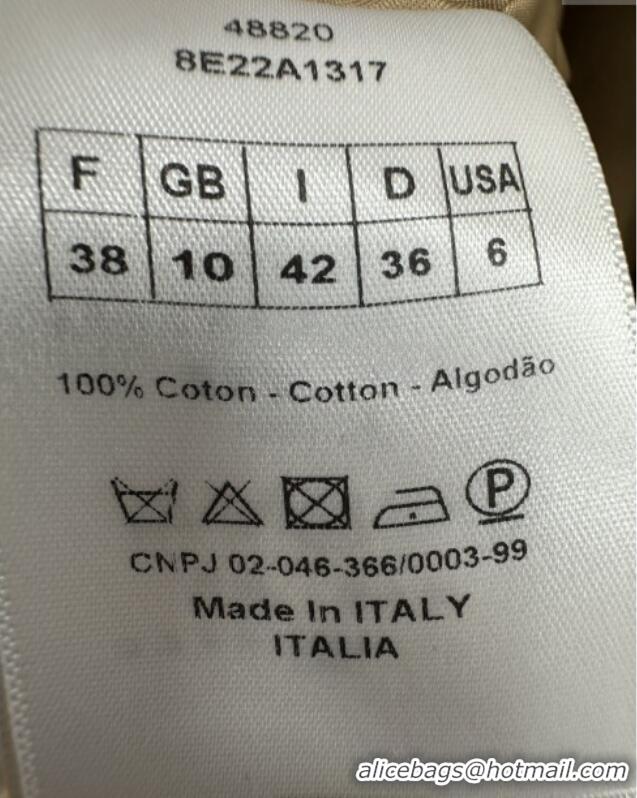 48820
8E22A1317
F GB I D USA
38 10 42 36 6
100% Coton - Cotton - Algodão
P
CNPJ 02-046-366/0003-99
Made In ITALY
ITALIA
alicebags@hotmail.com